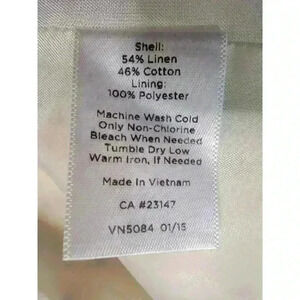 Shell:
54% Linen
46% Cotton
Lining:
100% Polyester
Machine Wash Cold
Only Non-Chlorine
Bleach When Needed
Tumble Dry Low
Warm Iron, If Needed
Made In Vietnam
CA #23147
VN5084 01/15